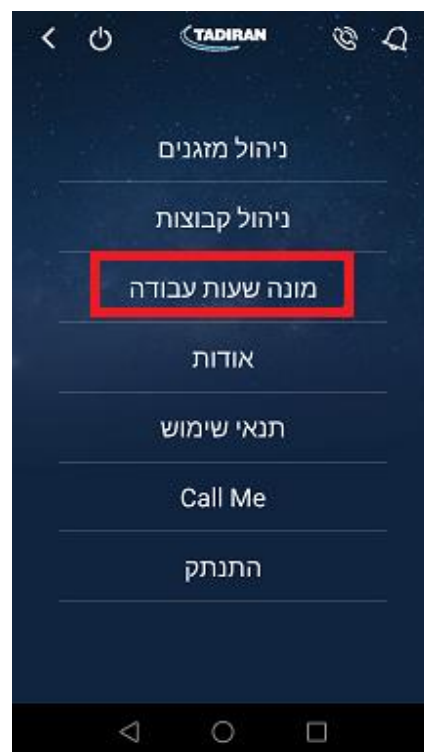 TADIRAN
ניהול מזגנים
ניהול קבוצות
מונה שעות עבודה
אודות
תנאי שימוש
Call Me
התנתק